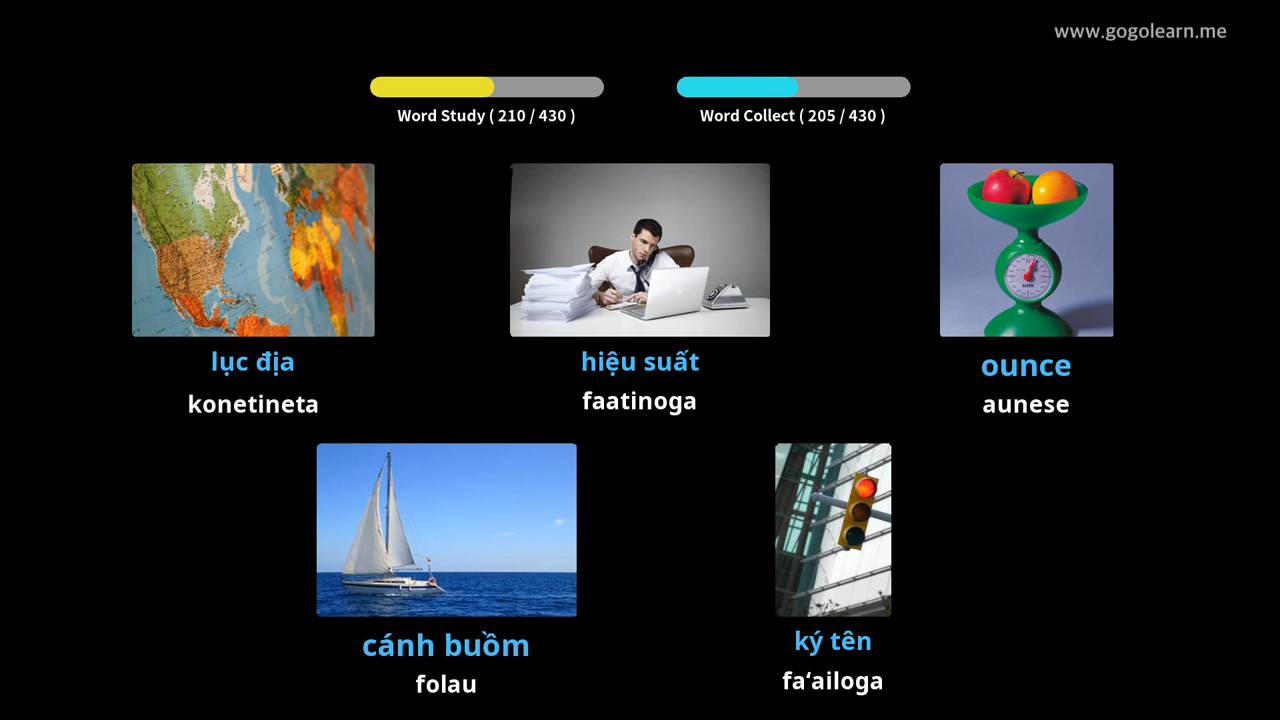 www.gogolearn.me
Word Study ( 210 / 430 )
Word Collect ( 205 / 430 )
lục địa
konetineta
hiệu suất
faatinoga
ounce
aunese
cánh buồm
folau
ký tên
fa‘ailoga